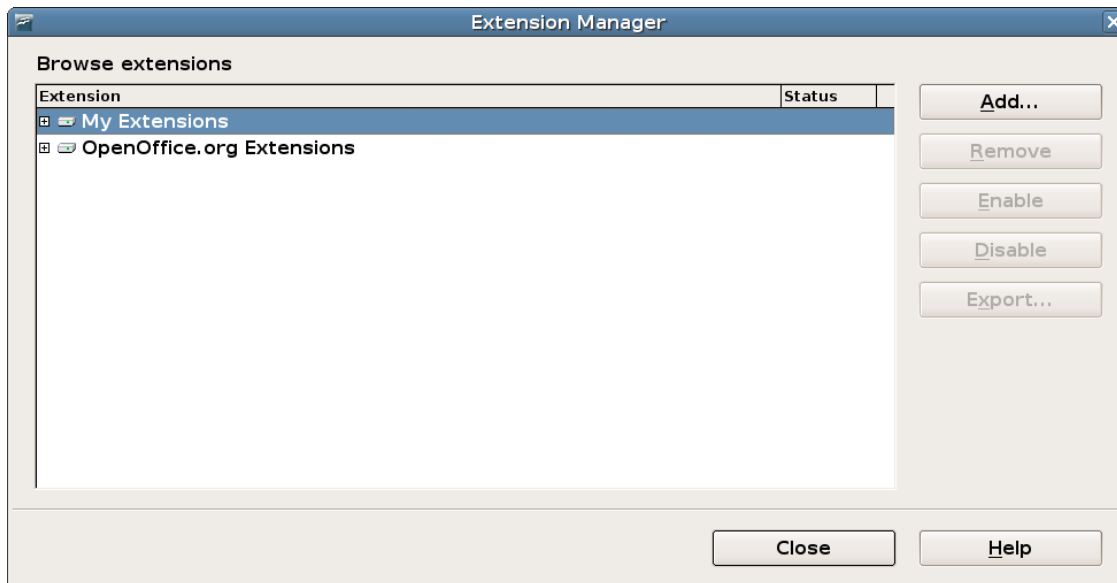 Extension Manager
Browse extensions
Extension Status
My Extensions
OpenOffice.org Extensions
Add...
Remove
Enable
Disable
Export...
Close Help